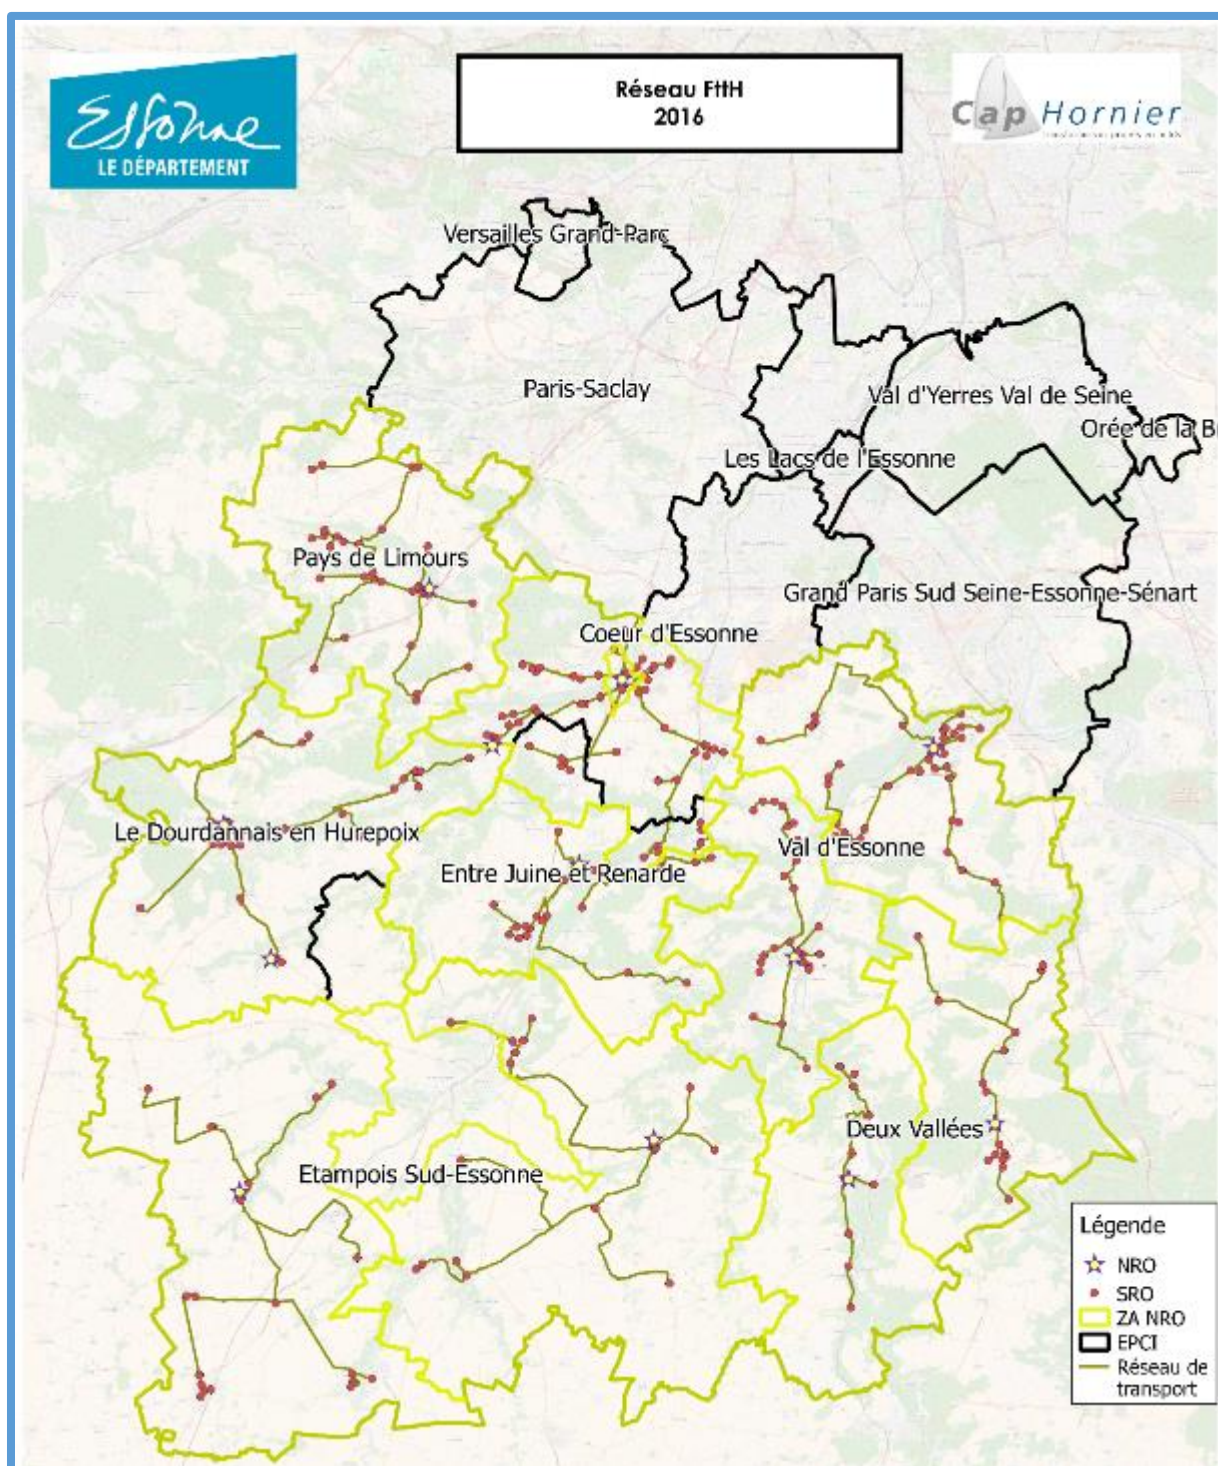 Essonne
LE DÉPARTEMENT
Réseau FttH
2016
Cap Hornier
Versailles Grand-Parc
Paris-Saclay
Val d'Yerres Val de Seine
Orée de la B
Les Lacs de l'Essonne
Pays de Limours
Grand Paris Sud Seine-Essonne-Sénart
Coeur d'Essonne
Le Dourdannais en Hurepoix
Val d'Essonne
Entre Juine et Renarde
Deux Vallées
Etampois Sud-Essonne
Légende
NRO
SRO
ZA NRO
EPCI
Réseau de
transport